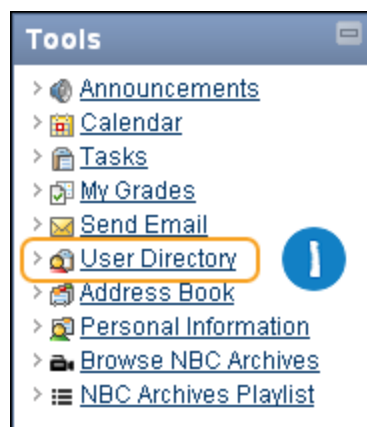 Tools
Announcements
Calendar
Tasks
My Grades
Send Email
User Directory
1
Address Book
Personal Information
Browse NBC Archives
NBC Archives Playlist